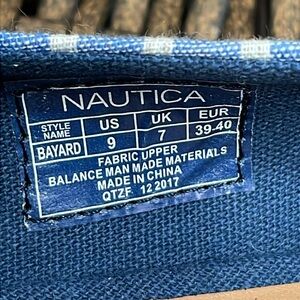 NAUTICA
STYLE NAME US UK EUR
BAYARD 9 7 39-40
FABRIC UPPER
BALANCE MAN MADE MATERIALS
MADE IN CHINA
QTZF 12 2017